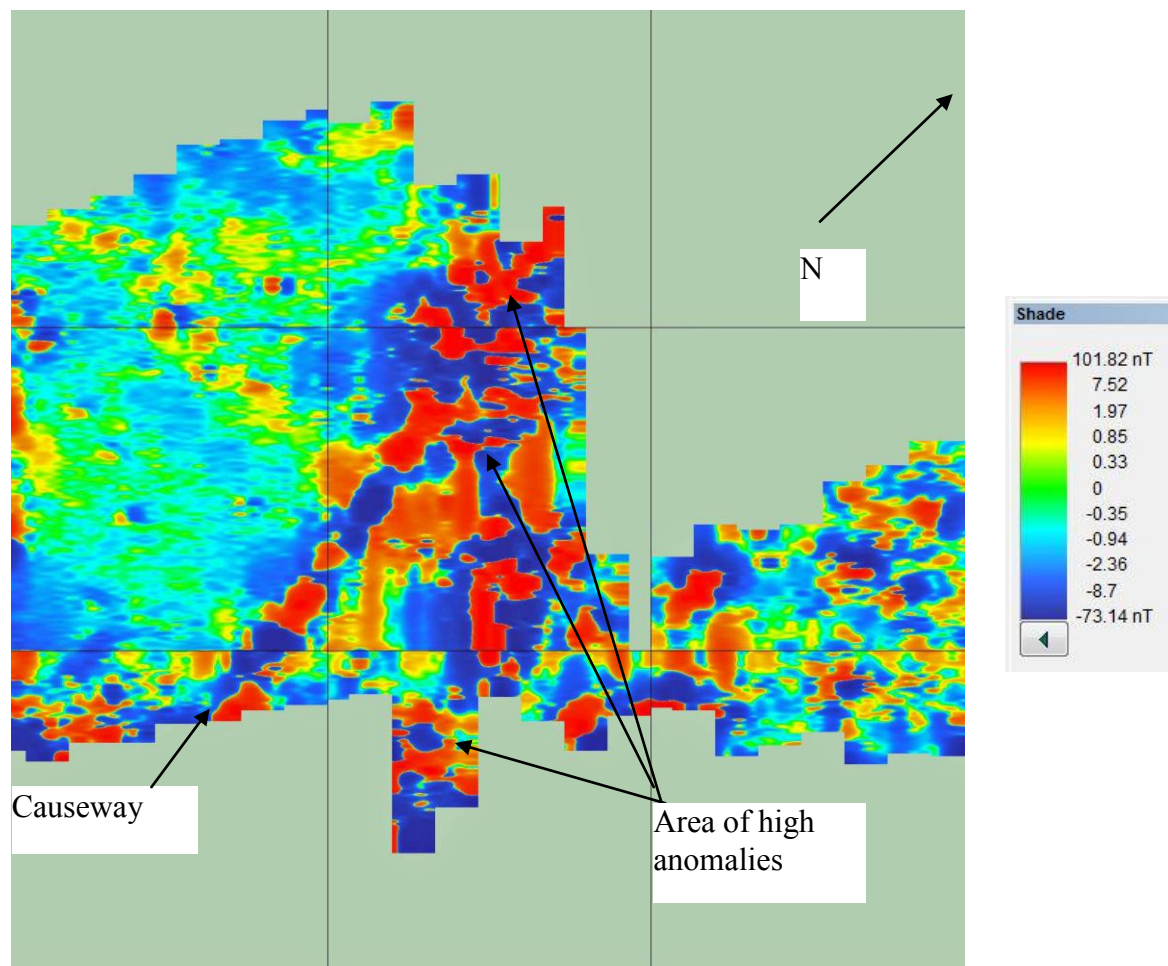 N
Shade
101.82 nT
7.52
1.97
0.85
0.33
0
-0.35
-0.94
-2.36
-8.7
-73.14 nT
Causeway
Area of high
anomalies